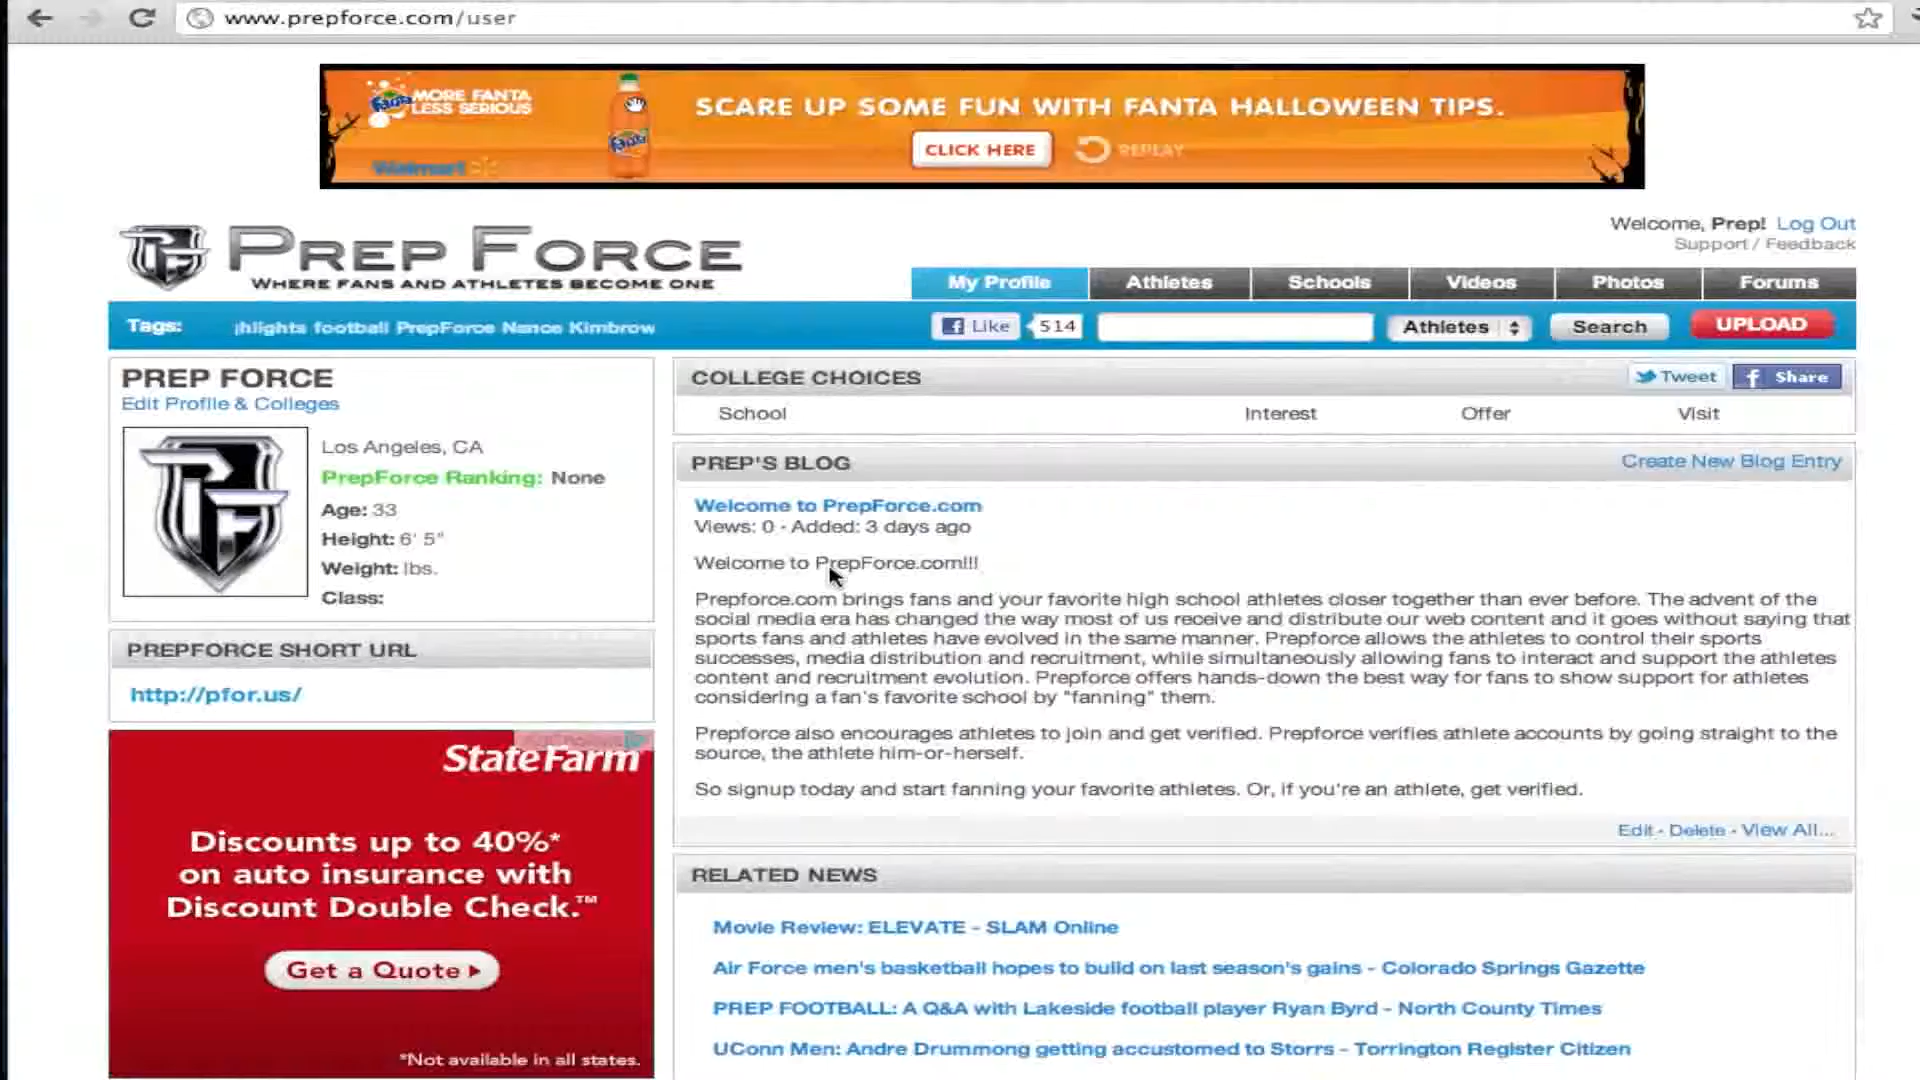 www.prepforce.com/user
Fanta MORE FANTA
LESS SERIOUS
Walmart
Fanta
SCARE UP SOME FUN WITH FANTA HALLOWEEN TIPS.
CLICK HERE REPLAY
PREP FORCE
WHERE FANS AND ATHLETES BECOME ONE
Welcome, Prep! Log Out
Support / Feedback
My Profile Athletes Schools Videos Photos Forums
Tags: hlights football PrepForce Nance Kimbrow Like 514 Athletes Search UPLOAD
PREP FORCE
Edit Profile & Colleges
Los Angeles, CA
PrepForce Ranking: None
Age: 33
Height: 6' 5"
Weight: lbs.
Class:
PREPFORCE SHORT URL
http://pfor.us/
StateFarm
Discounts up to 40%*
on auto insurance with
Discount Double Check.™
Get a Quote
*Not available in all states.
COLLEGE CHOICES Tweet Share
School Interest Offer Visit
PREP'S BLOG Create New Blog Entry
Welcome to PrepForce.com
Views: 0 - Added: 3 days ago
Welcome to PrepForce.com!!!
Prepforce.com brings fans and your favorite high school athletes closer together than ever before. The advent of the
social media era has changed the way most of us receive and distribute our web content and it goes without saying that
sports fans and athletes have evolved in the same manner. Prepforce allows the athletes to control their sports
successes, media distribution and recruitment, while simultaneously allowing fans to interact and support the athletes
content and recruitment evolution. Prepforce offers hands-down the best way for fans to show support for athletes
considering a fan's favorite school by "fanning" them.
Prepforce also encourages athletes to join and get verified. Prepforce verifies athlete accounts by going straight to the
source, the athlete him-or-herself.
So signup today and start fanning your favorite athletes. Or, if you're an athlete, get verified.
Edit - Delete - View All...
RELATED NEWS
Movie Review: ELEVATE - SLAM Online
Air Force men's basketball hopes to build on last season's gains - Colorado Springs Gazette
PREP FOOTBALL: A Q&A with Lakeside football player Ryan Byrd - North County Times
UConn Men: Andre Drummong getting accustomed to Storrs - Torrington Register Citizen